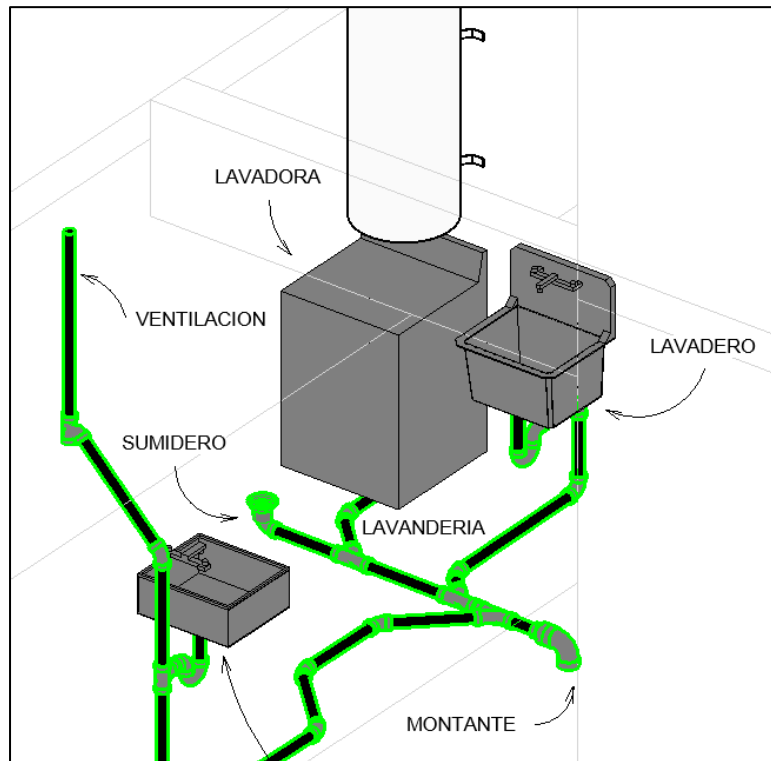 LAVADORA
VENTILACION
LAVADERO
SUMIDERO
LAVANDERIA
MONTANTE